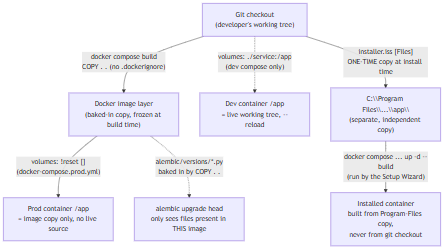 Git checkout
(developer's working tree)
docker compose build
COPY . . (no .dockerignore)
volumes: ./service:/app
(dev compose only)
installer.iss [Files]
ONE-TIME copy at install
time
Docker image layer
(baked-in copy, frozen at
build time)
Dev container /app
= live working tree, --
reload
C:\\Program
Files\\...\\app\\
(separate, independent
copy)
volumes: !reset []
(docker-compose.prod.yml)
alembic/versions/*.py
baked in by COPY . .
docker compose ... up -d --
build
(run by the Setup Wizard)
Prod container /app
= image copy only, no live
source
alembic upgrade head
only sees files present in
THIS image
Installed container
built from Program-Files
copy,
never from git checkout